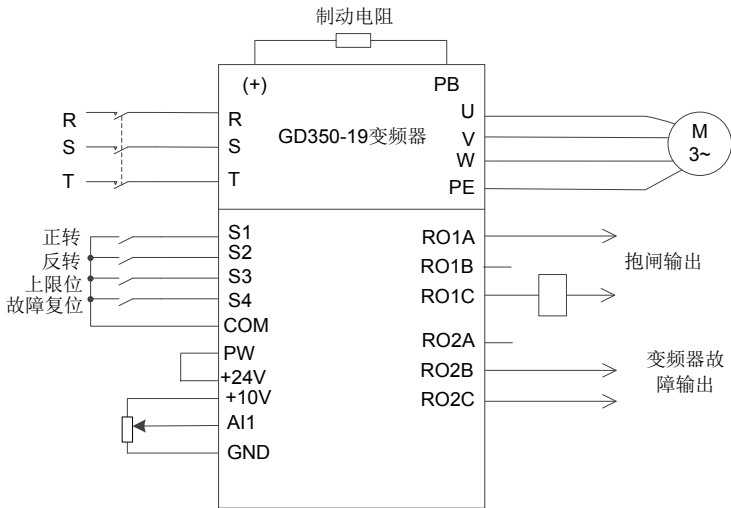 制动电阻
(+)
PB
R
R
GD350-19变频器
U
S
S
V
M
3~
W
T
T
PE
正转
S1
RO1A
反转
S2
抱闸输出
上限位
S3
RO1B
故障复位
S4
RO1C
COM
PW
RO2A
+24V
RO2B
变频器故
障输出
+10V
RO2C
AI1
GND